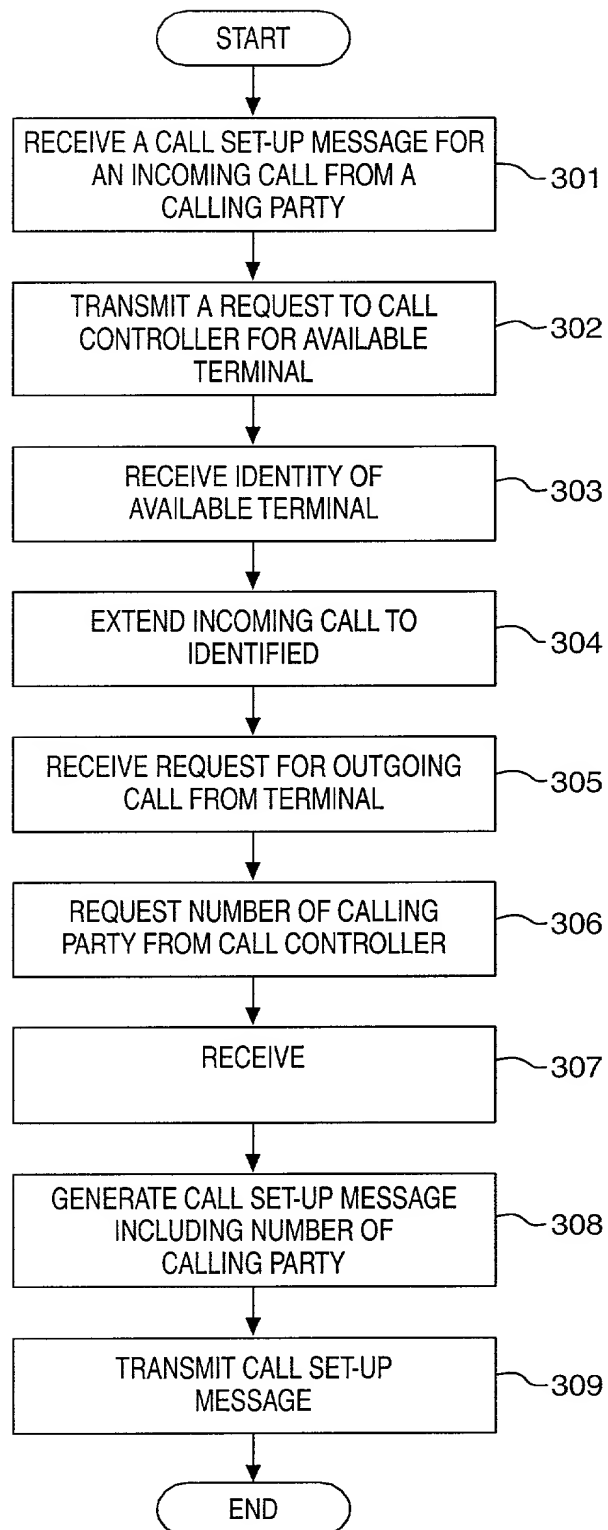 START
RECEIVE A CALL SET-UP MESSAGE FOR
AN INCOMING CALL FROM A
CALLING PARTY
301
TRANSMIT A REQUEST TO CALL
CONTROLLER FOR AVAILABLE
TERMINAL
302
RECEIVE IDENTITY OF
AVAILABLE TERMINAL
303
EXTEND INCOMING CALL TO
IDENTIFIED
304
RECEIVE REQUEST FOR OUTGOING
CALL FROM TERMINAL
305
REQUEST NUMBER OF CALLING
PARTY FROM CALL CONTROLLER
306
RECEIVE
307
GENERATE CALL SET-UP MESSAGE
INCLUDING NUMBER OF
CALLING PARTY
308
TRANSMIT CALL SET-UP
MESSAGE
309
END